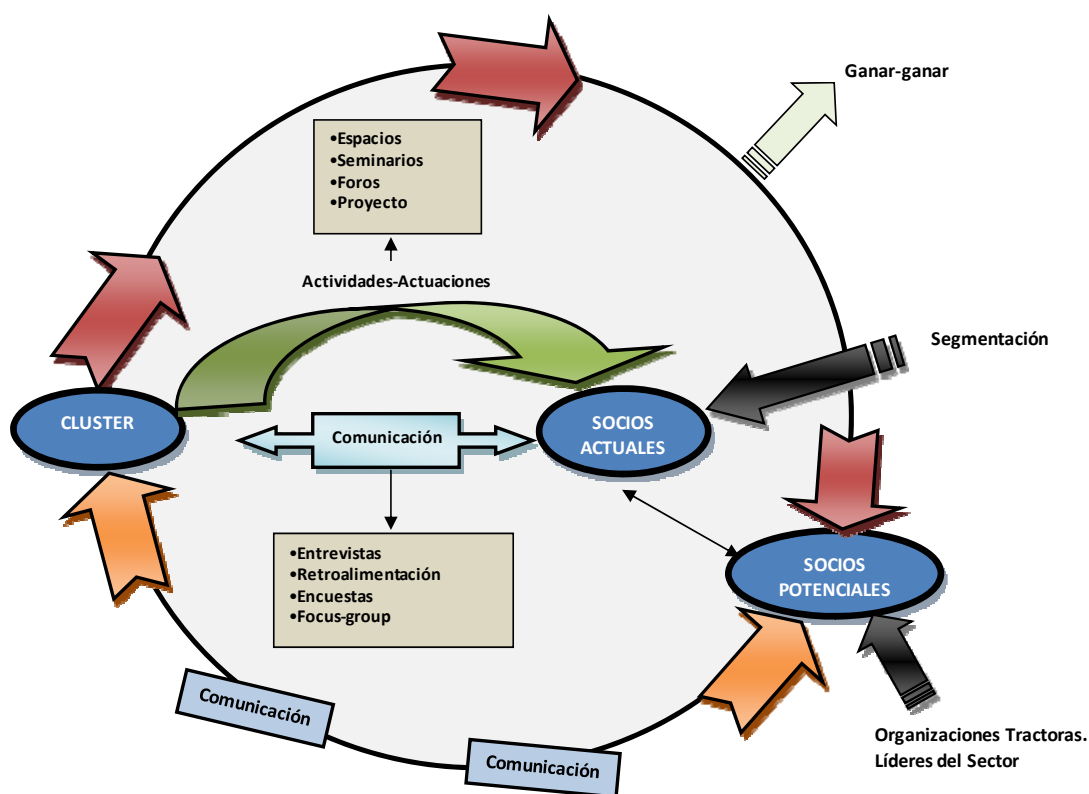 Ganar-ganar
•Espacios
•Seminarios
•Foros
•Proyecto
Actividades-Actuaciones
Segmentación
CLUSTER
Comunicación
SOCIOS
ACTUALES
•Entrevistas
•Retroalimentación
•Encuestas
•Focus-group
SOCIOS
POTENCIALES
Comunicación
Comunicación
Organizaciones Tractoras.
Líderes del Sector